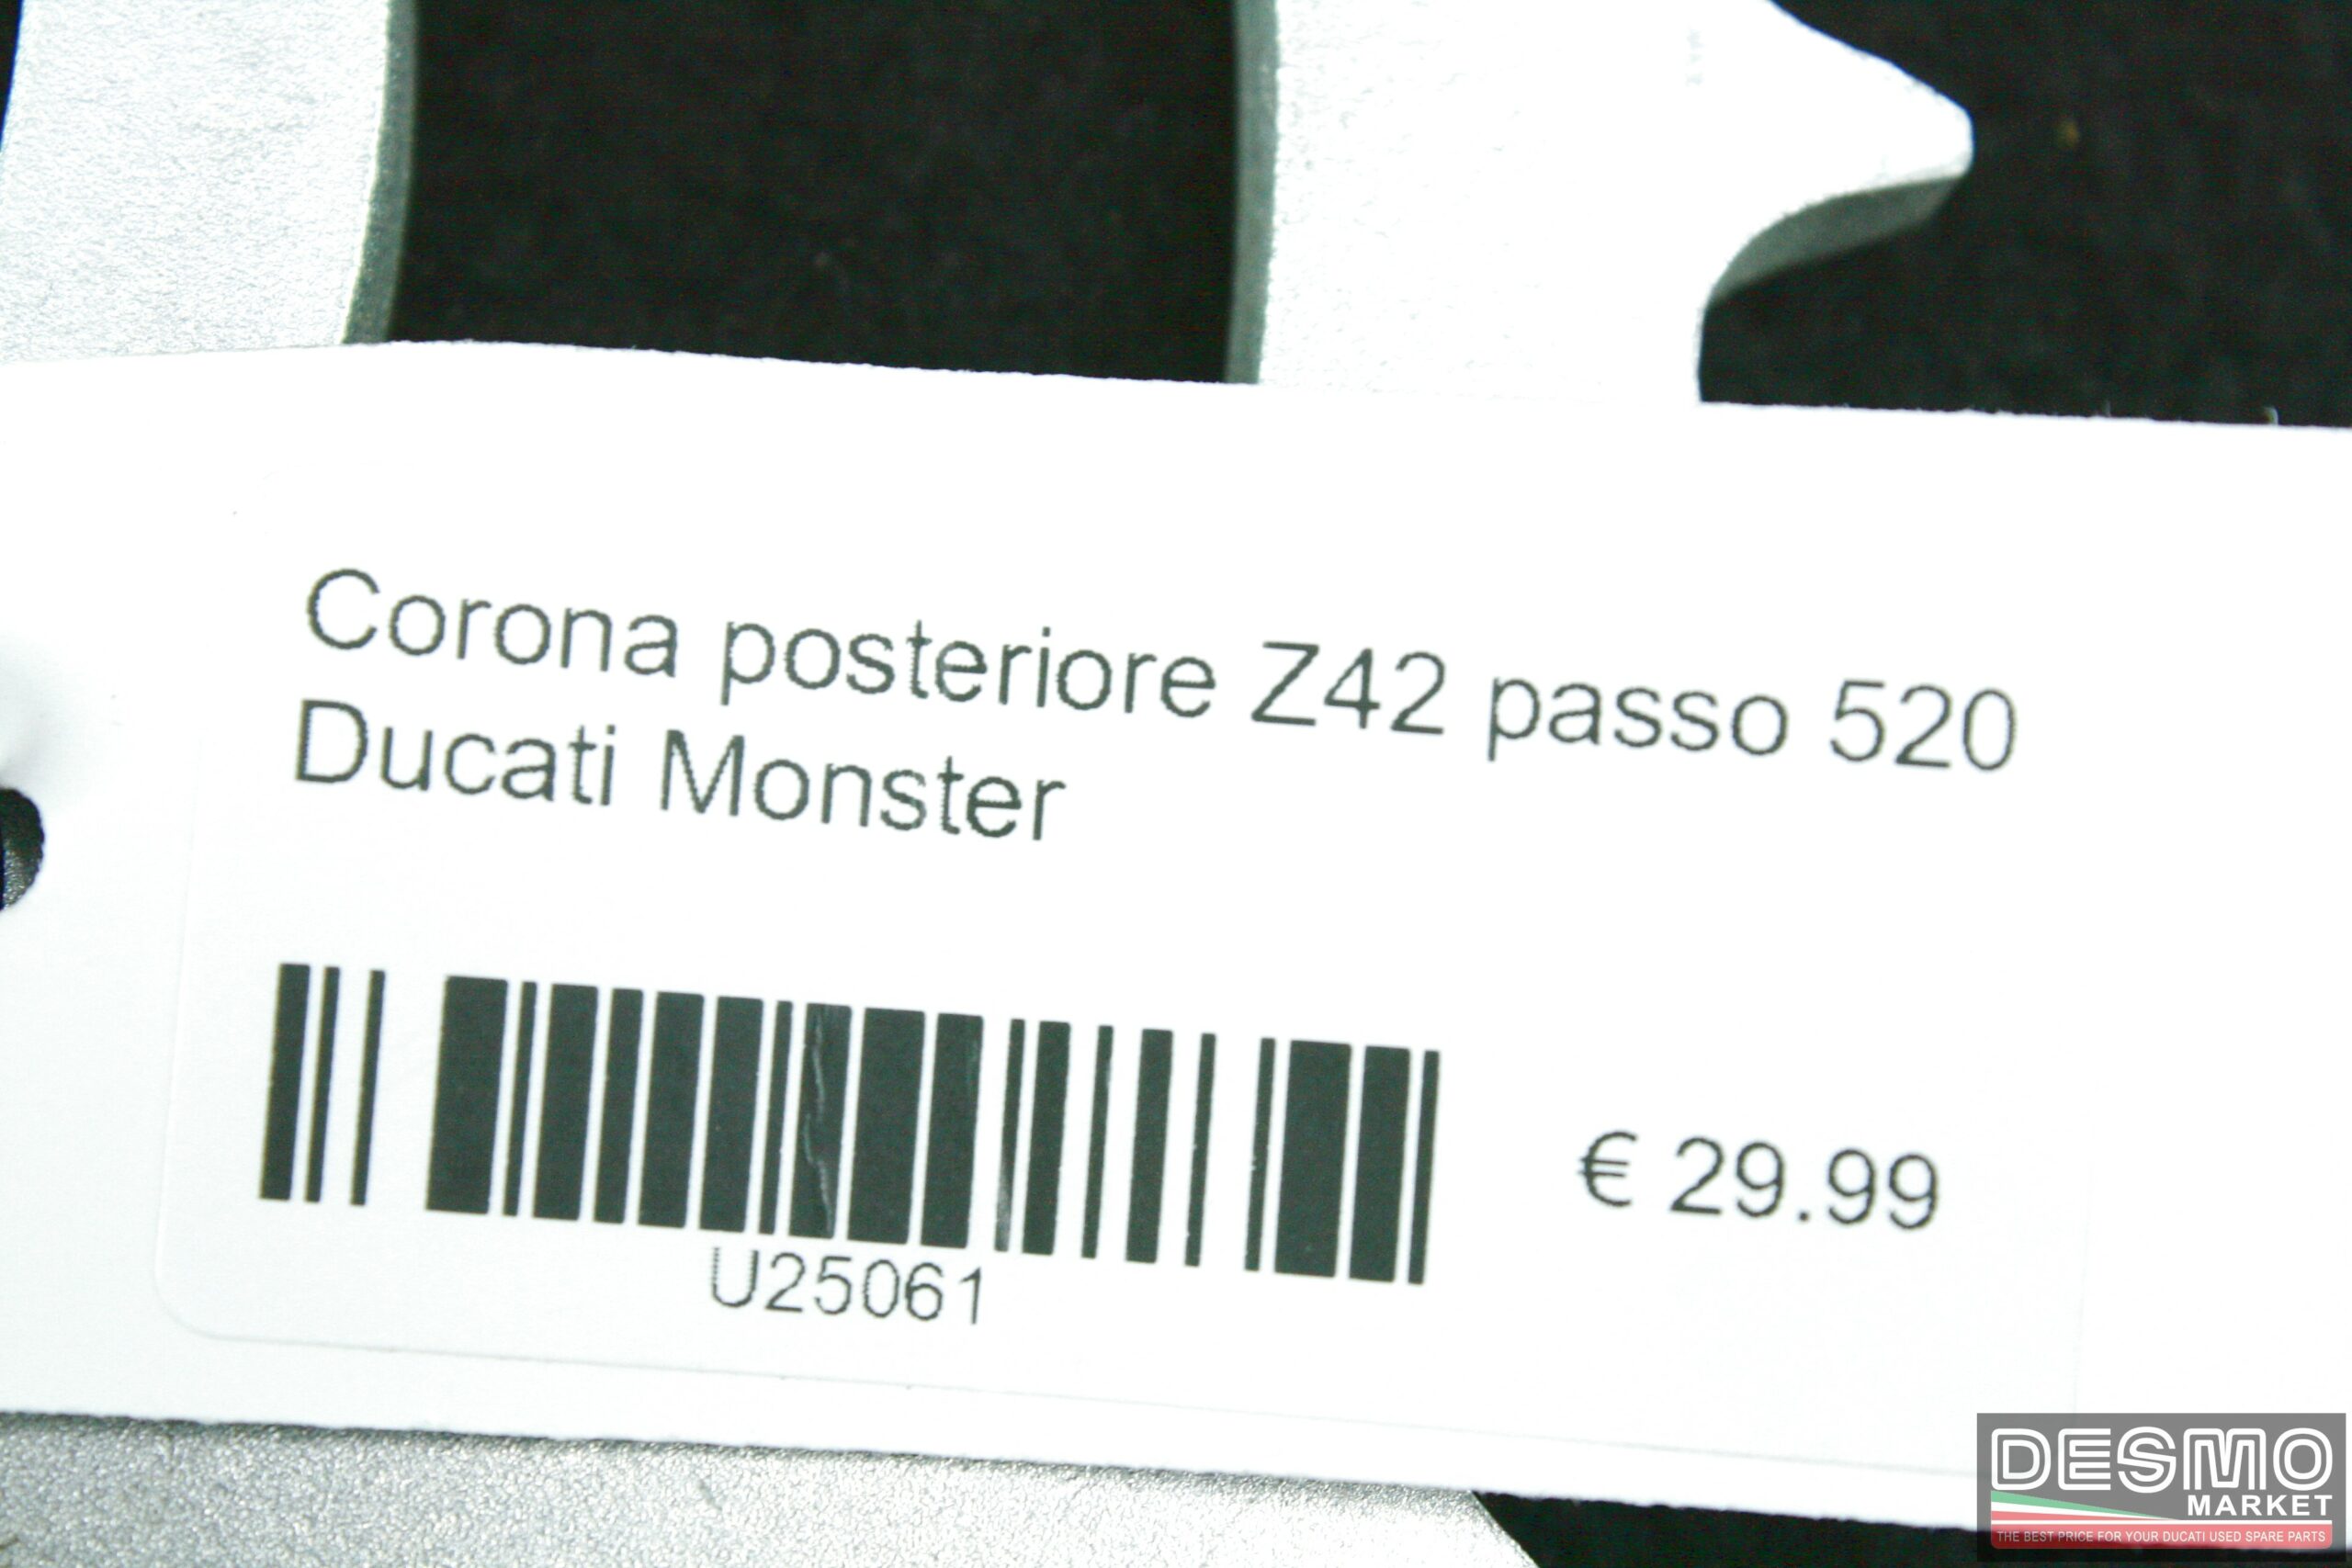 Corona posteriore Z42 passo 520
Ducati Monster
€ 29.99
U25061
DESMO
MARKET
THE BEST PRICE FOR YOUR DUCATI USED SPARE PARTS